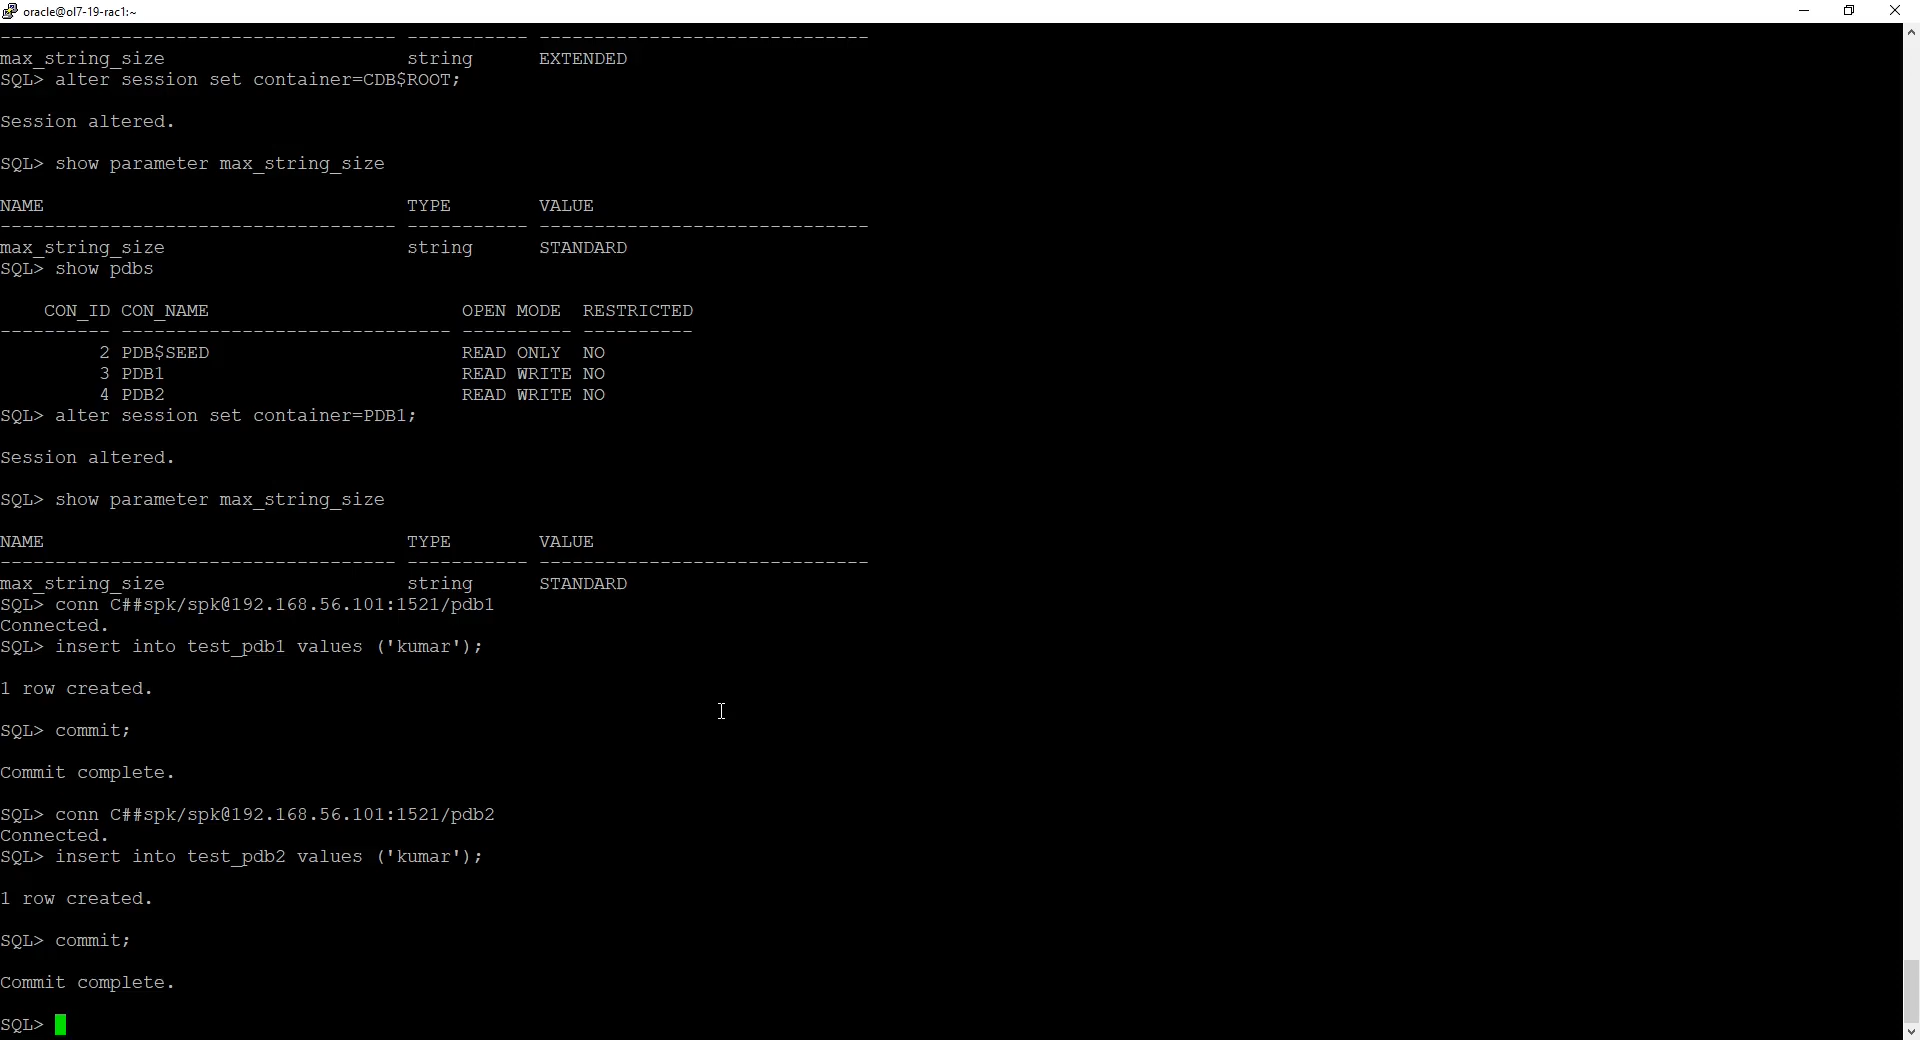 oracle@ol7-19-rac1:~
------------------------------------ ----------- ------------------------------
max_string_size                      string      EXTENDED
SQL> alter session set container=CDB$ROOT;
Session altered.
SQL> show parameter max_string_size
NAME                                 TYPE        VALUE
------------------------------------ ----------- ------------------------------
max_string_size                      string      STANDARD
SQL> show pdbs
    CON_ID CON_NAME                       OPEN MODE  RESTRICTED
---------- ------------------------------ ---------- ----------
         2 PDB$SEED                       READ ONLY  NO
         3 PDB1                           READ WRITE NO
         4 PDB2                           READ WRITE NO
SQL> alter session set container=PDB1;
Session altered.
SQL> show parameter max_string_size
NAME                                 TYPE        VALUE
------------------------------------ ----------- ------------------------------
max_string_size                      string      STANDARD
SQL> conn C##spk/spk@192.168.56.101:1521/pdb1
Connected.
SQL> insert into test_pdb1 values ('kumar');
1 row created.
SQL> commit;
Commit complete.
SQL> conn C##spk/spk@192.168.56.101:1521/pdb2
Connected.
SQL> insert into test_pdb2 values ('kumar');
1 row created.
SQL> commit;
Commit complete.
SQL>